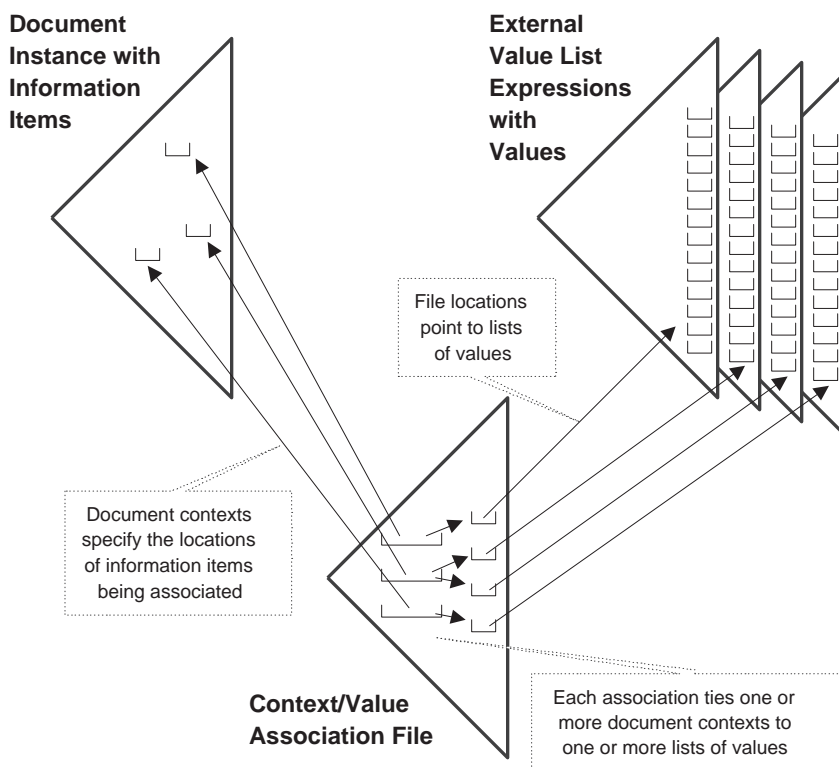 Document
Instance with
Information
Items
External
Value List
Expressions
with
Values
File locations
point to lists
of values
Document contexts
specify the locations
of information items
being associated
Context/Value
Association File
Each association ties one or
more document contexts to
one or more lists of values